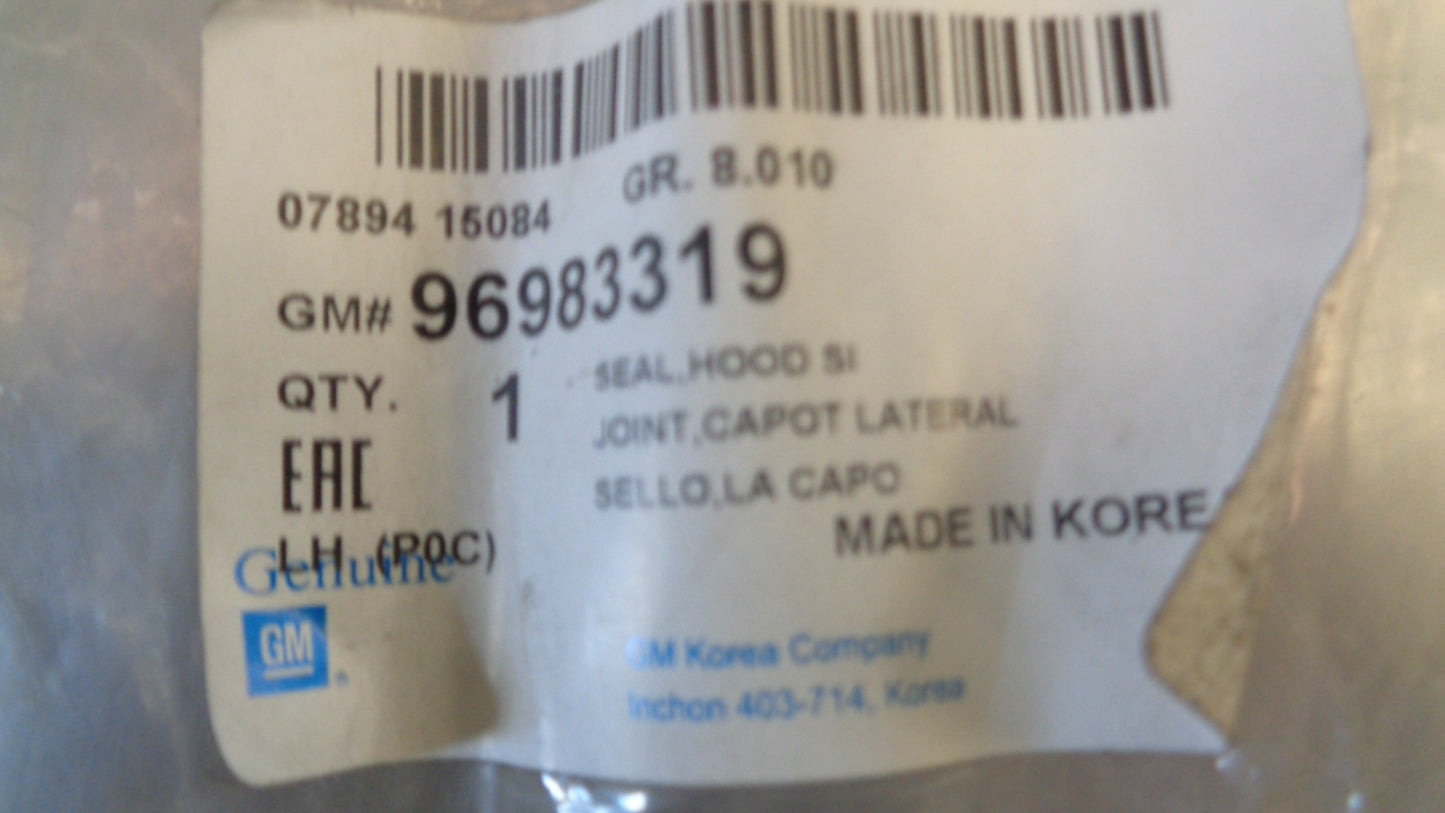 GR. 8.010
07894 15084
GM# 96983319
QTY. 1
SEAL,HOOD SI
JOINT,CAPOT LATERAL
SELLO,LA CAPO
EAC
MADE IN KORE
LH (P0C)
Genuine
GM
GM Korea Company
Inchon 403-714, Korea